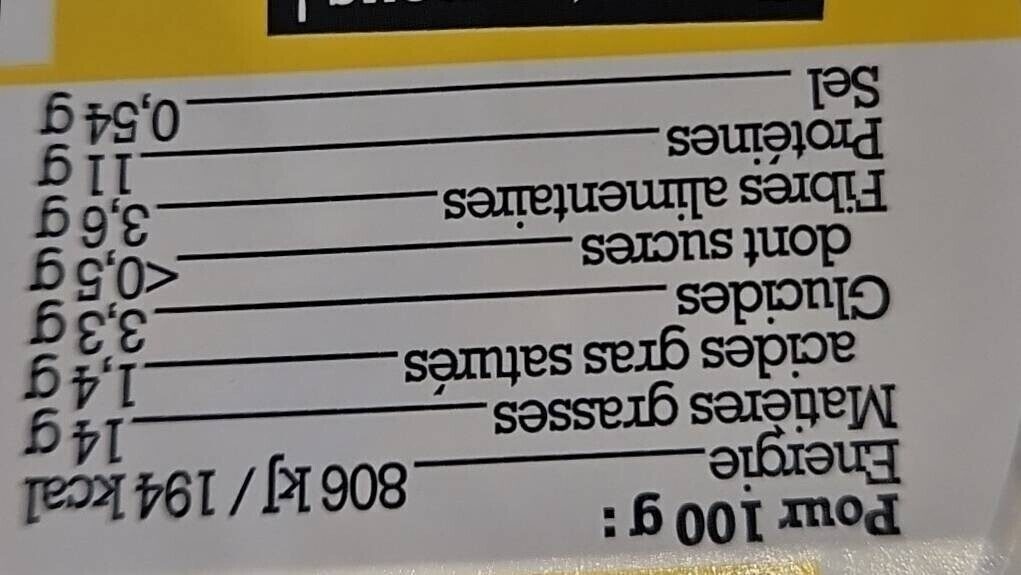 Pour 100 g :
Énergie 806 kJ / 194 kcal
Matières grasses 14 g
acides gras saturés 1,4 g
Glucides 3,3 g
dont sucres <0,5 g
Fibres alimentaires 3,6 g
Protéines 11 g
Sel 0,54 g